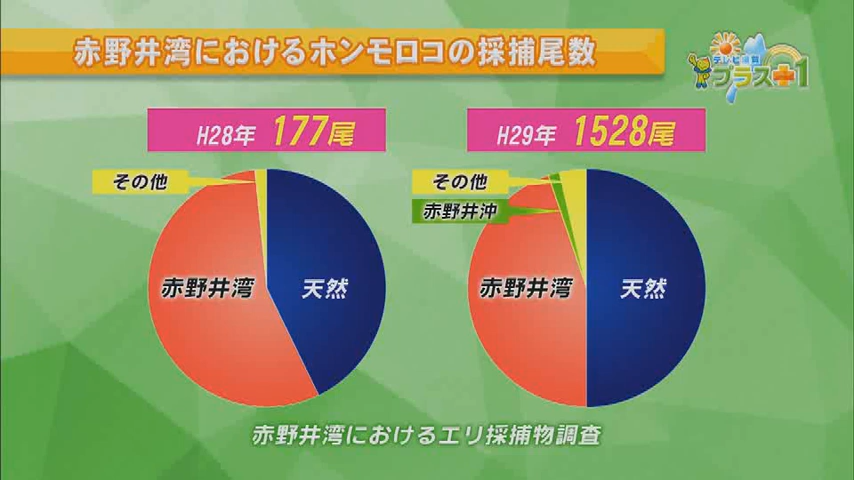 赤野井湾におけるホンモロコの採捕尾数
テレビ滋賀
プラス+1
H28年 177尾
H29年 1528尾
その他
赤野井湾
天然
その他
赤野井沖
赤野井湾
天然
赤野井湾におけるエリ採捕物調査